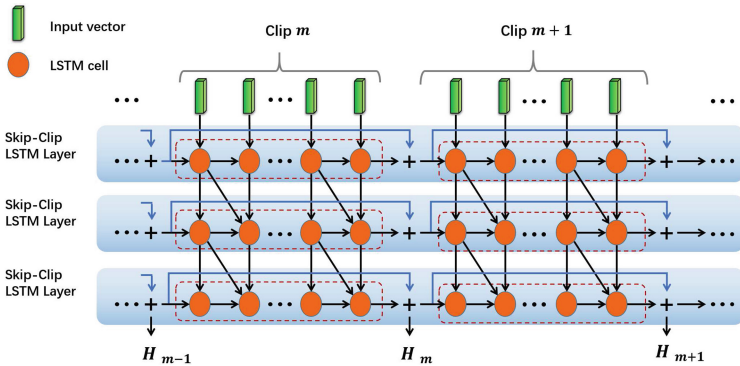 Input vector
LSTM cell
Clip m
Clip m + 1
Skip-Clip
LSTM Layer
Skip-Clip
LSTM Layer
Skip-Clip
LSTM Layer
H m−1
H m
H m+1